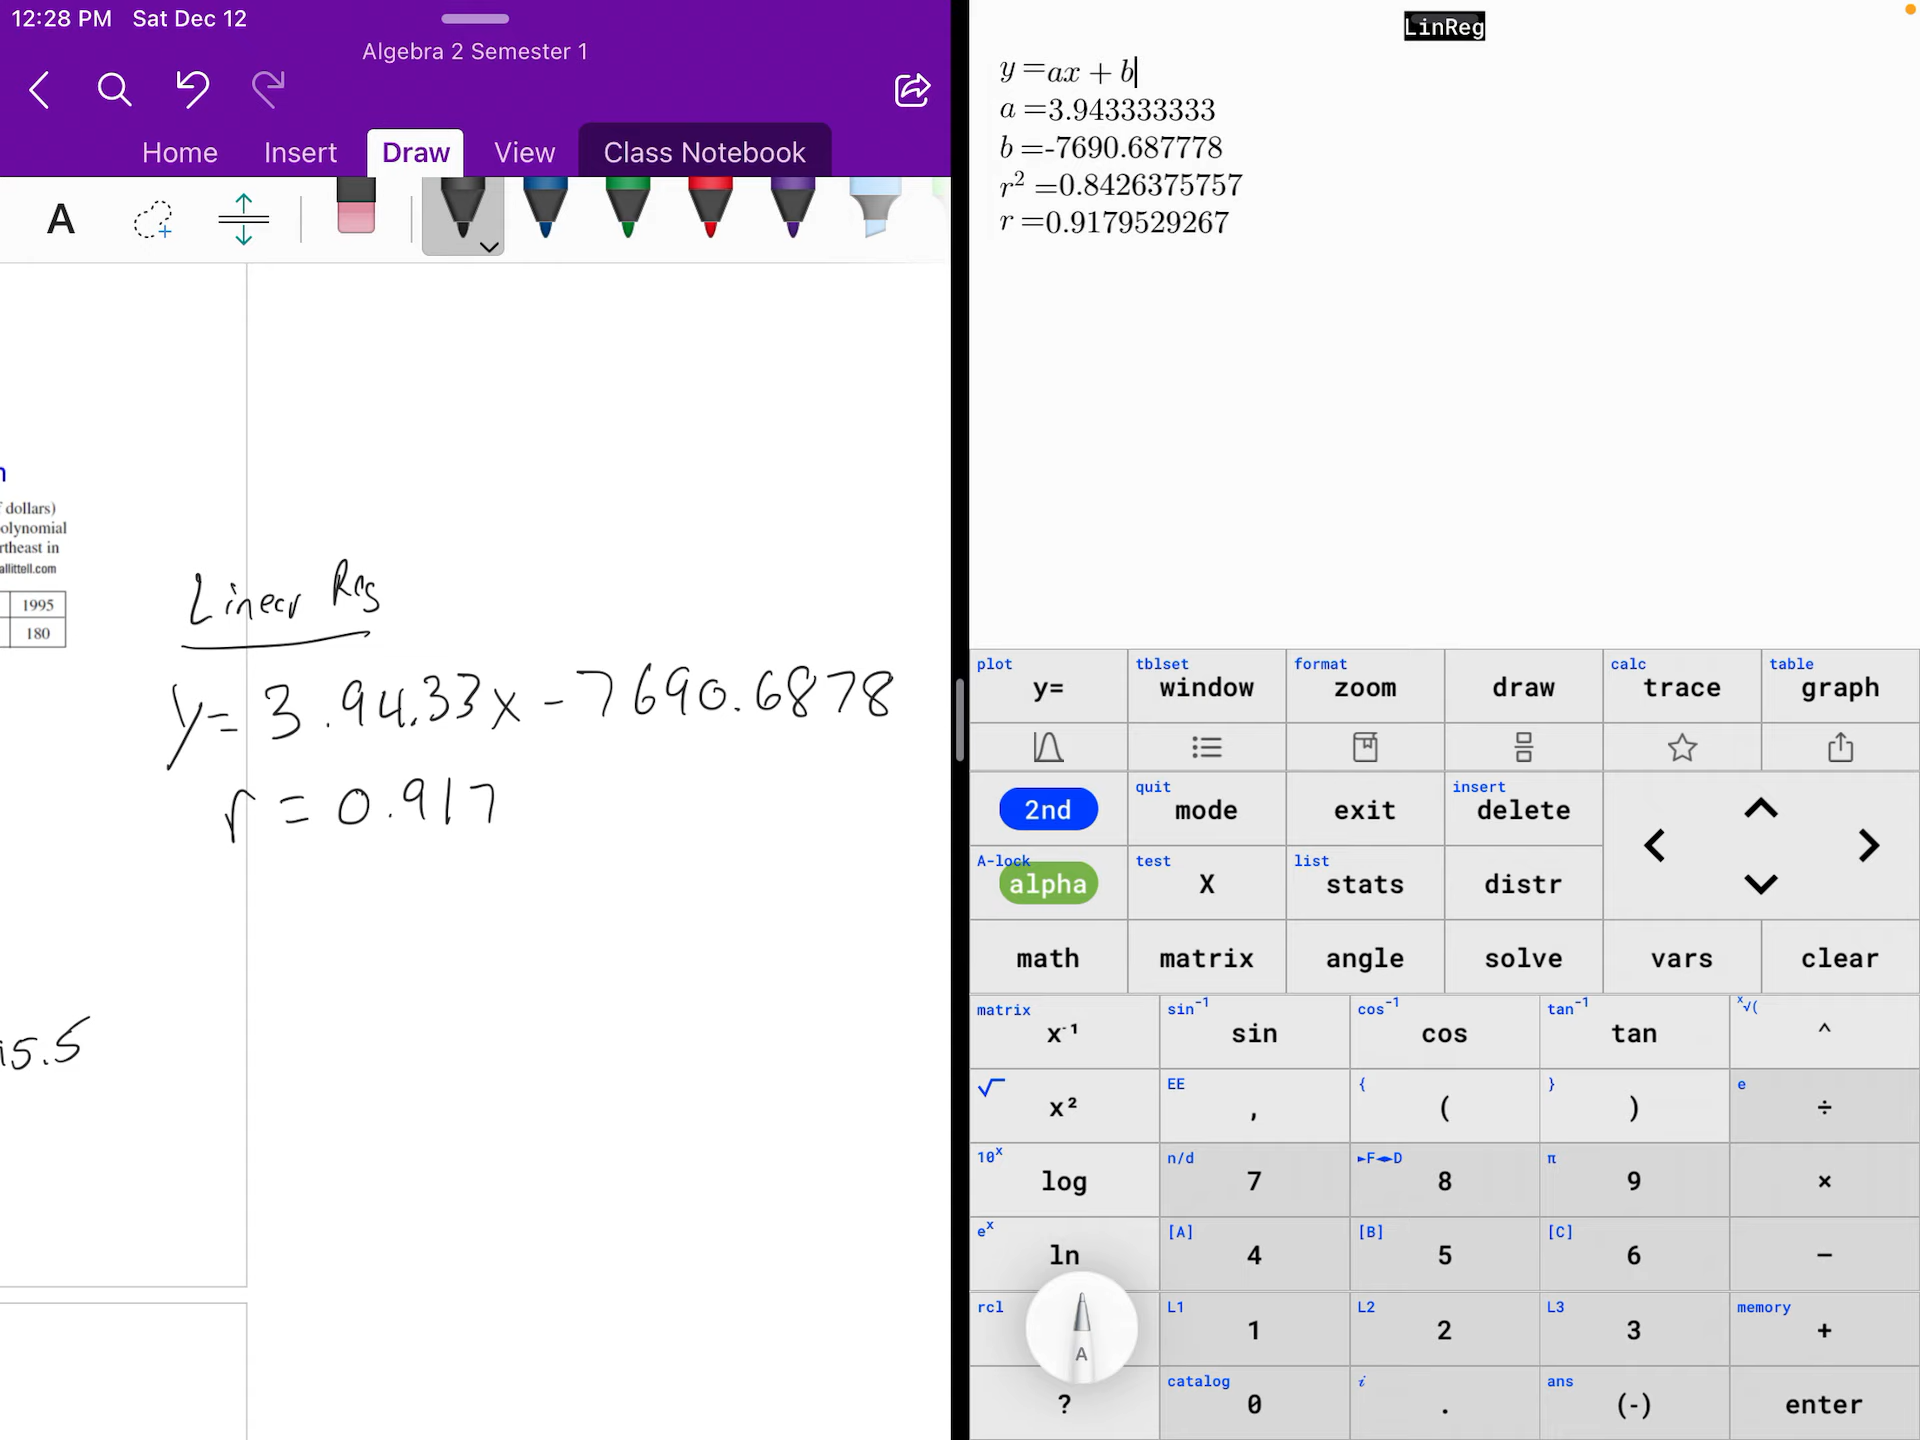 12:28 PM Sat Dec 12
Algebra 2 Semester 1
Home Insert Draw View Class Notebook
A
dollars)
olynomial
rtheast in
allittell.com
1995
180
Linear Reg
y= 3.9433x - 7690.6878
r = 0.917
15.5
LinReg
y =ax + b
a =3.943333333
b =-7690.687778
r² =0.8426375757
r =0.9179529267
plot tblset format calc table
y= window zoom draw trace graph
quit insert
2nd mode exit delete
A-lock test list
alpha X stats distr
math matrix angle solve vars clear
matrix sin⁻¹ cos⁻¹ tan⁻¹ ˣ√(
x⁻¹ sin cos tan ^
√ EE { } e
x² , ( ) ÷
10ˣ n/d ►F◄►D π
log 7 8 9 ×
eˣ [A] [B] [C]
ln 4 5 6 −
rcl L1 L2 L3 memory
A 1 2 3 +
catalog i ans
? 0 . (-) enter